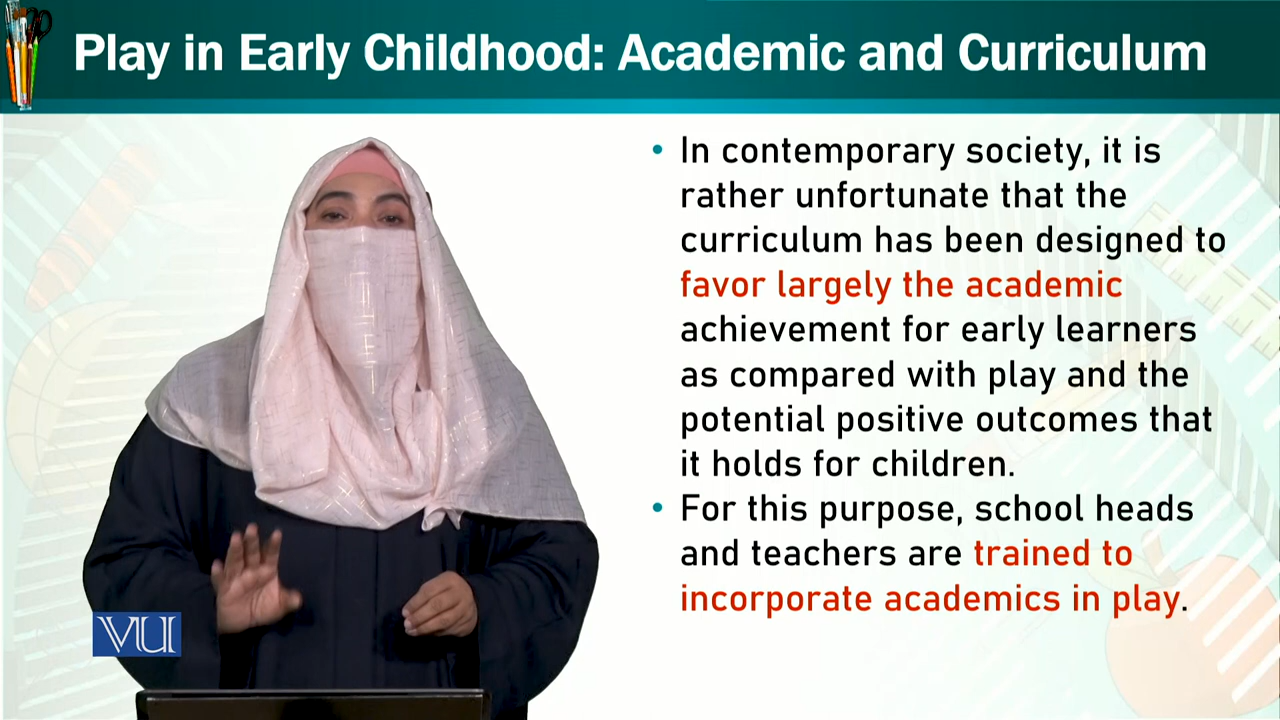 Play in Early Childhood: Academic and Curriculum
• In contemporary society, it is
rather unfortunate that the
curriculum has been designed to
favor largely the academic
achievement for early learners
as compared with play and the
potential positive outcomes that
it holds for children.
• For this purpose, school heads
and teachers are trained to
incorporate academics in play.
VU